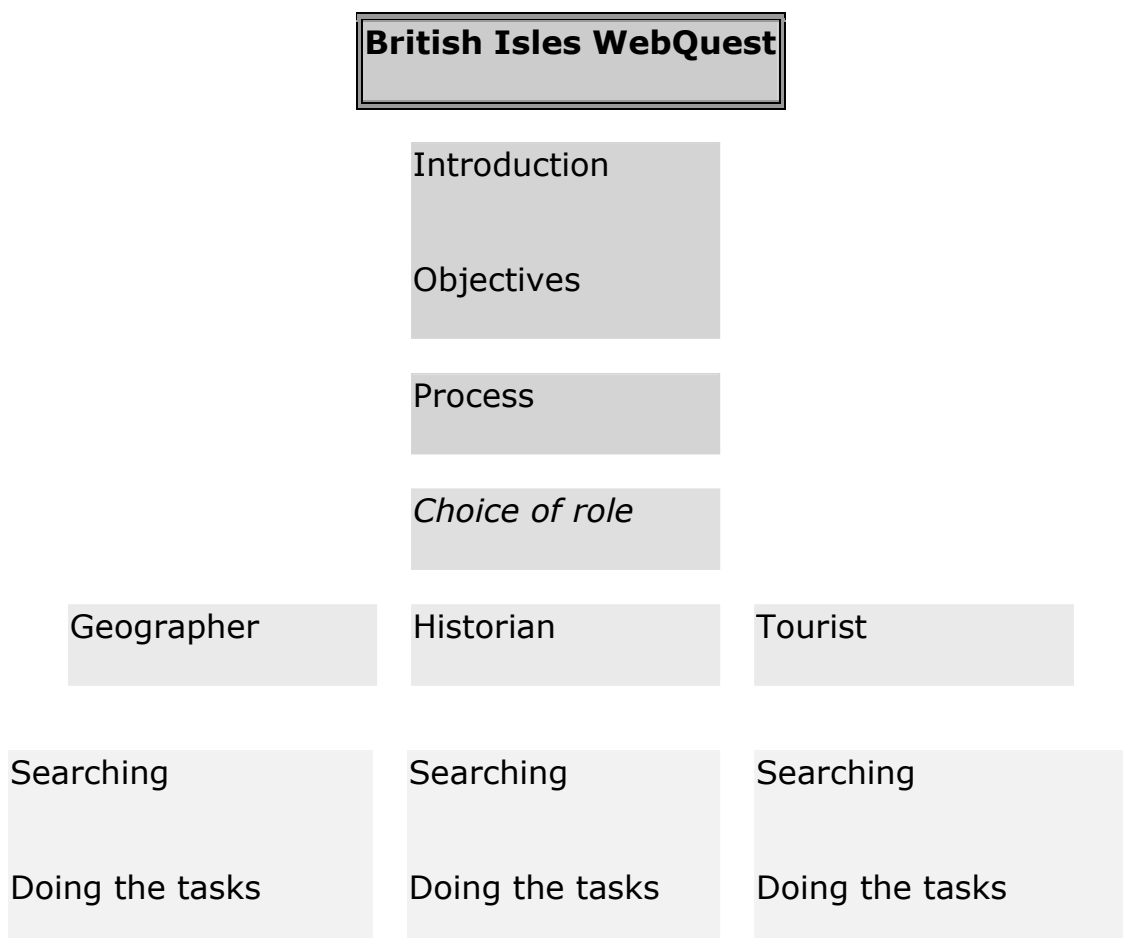 British Isles WebQuest
Introduction
Objectives
Process
Choice of role
Geographer
Historian
Tourist
Searching
Searching
Searching
Doing the tasks
Doing the tasks
Doing the tasks